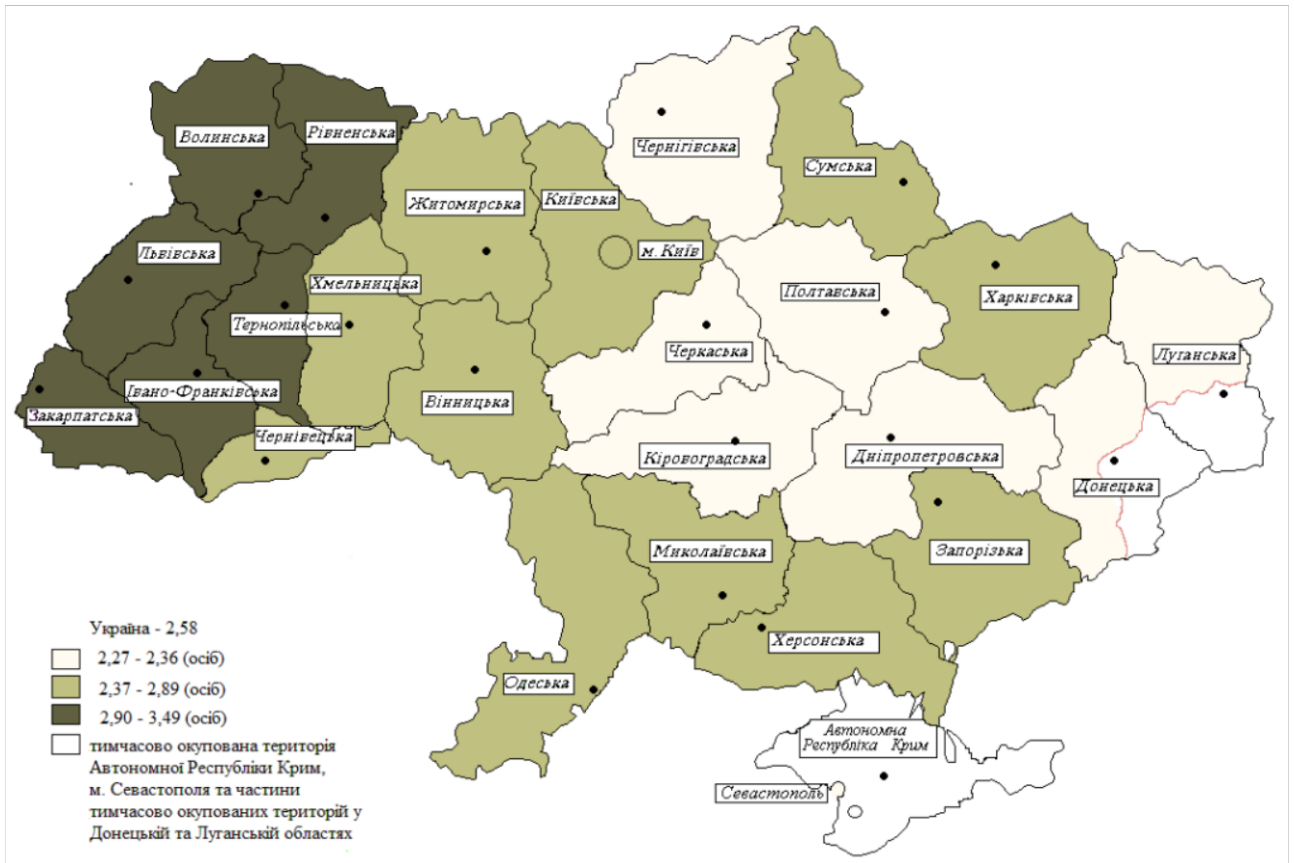 Волинська
Рівненська
Чернігівська
Сумська
Житомирська
Київська
м. Київ
Львівська
Хмельницька
Тернопільська
Полтавська
Харківська
Черкаська
Луганська
Івано-Франківська
Закарпатська
Вінницька
Чернівецька
Кіровоградська
Дніпропетровська
Донецька
Миколаївська
Запорізька
Херсонська
Одеська
Автономна
Республіка Крим
Севастополь
Україна - 2,58
2,27 - 2,36 (осіб)
2,37 - 2,89 (осіб)
2,90 - 3,49 (осіб)
тимчасово окупована територія
Автономної Республіки Крим,
м. Севастополя та частини
тимчасово окупованих територій у
Донецькій та Луганській областях